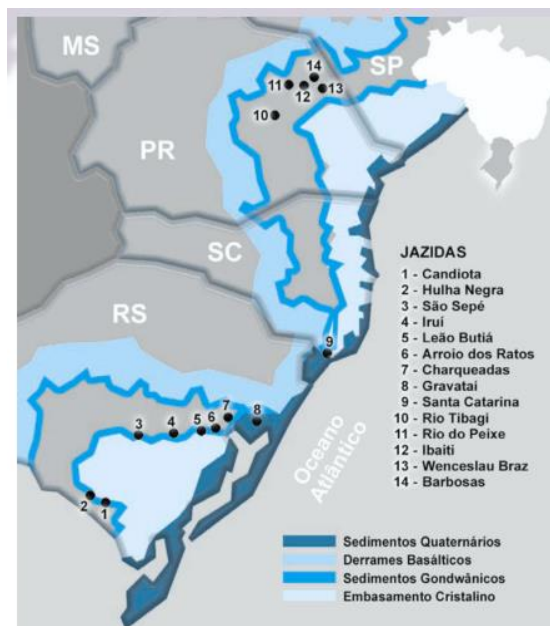 MS
SP
PR
SC
RS
14
11
12
13
10
9
7
8
6
5
4
3
2
1
Oceano
Atlântico
JAZIDAS
1 - Candiota
2 - Hulha Negra
3 - São Sepé
4 - Iruí
5 - Leão Butiá
6 - Arroio dos Ratos
7 - Charqueadas
8 - Gravataí
9 - Santa Catarina
10 - Rio Tibagi
11 - Rio do Peixe
12 - Ibaiti
13 - Wenceslau Braz
14 - Barbosas
Sedimentos Quaternários
Derrames Basálticos
Sedimentos Gondwânicos
Embasamento Cristalino